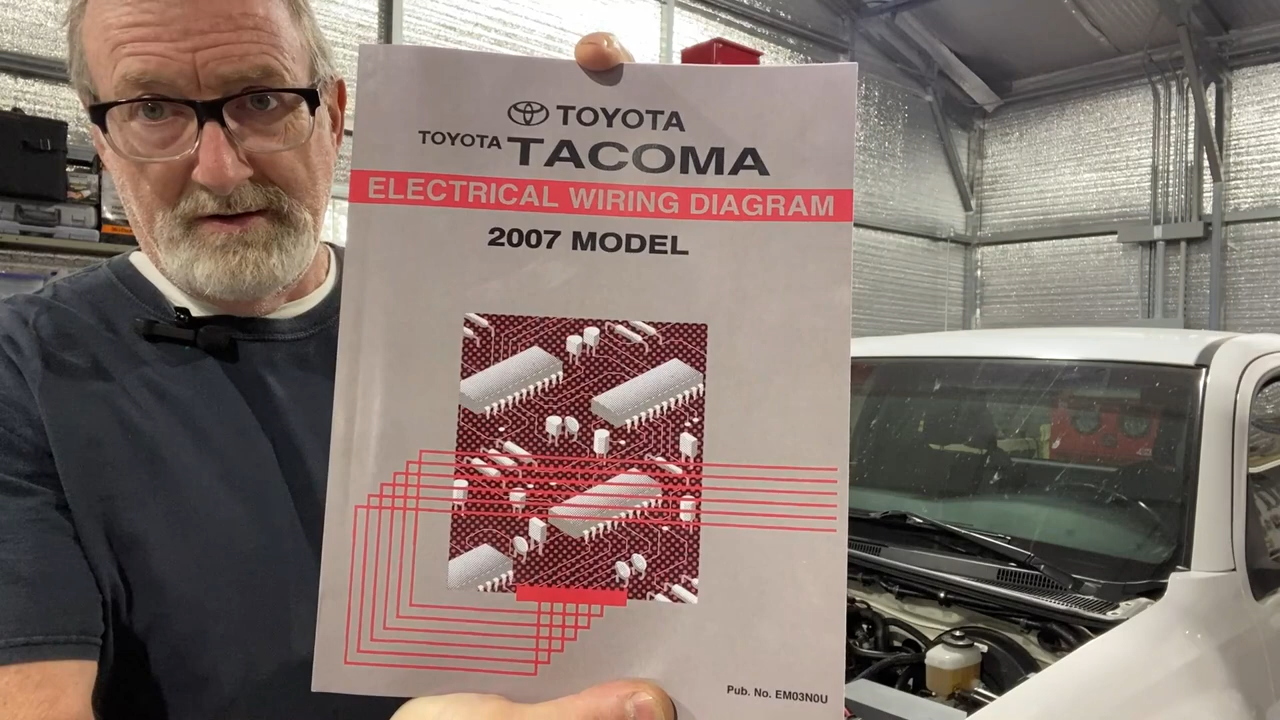 TOYOTA
TOYOTA TACOMA
ELECTRICAL WIRING DIAGRAM
2007 MODEL
Pub. No. EM03N0U